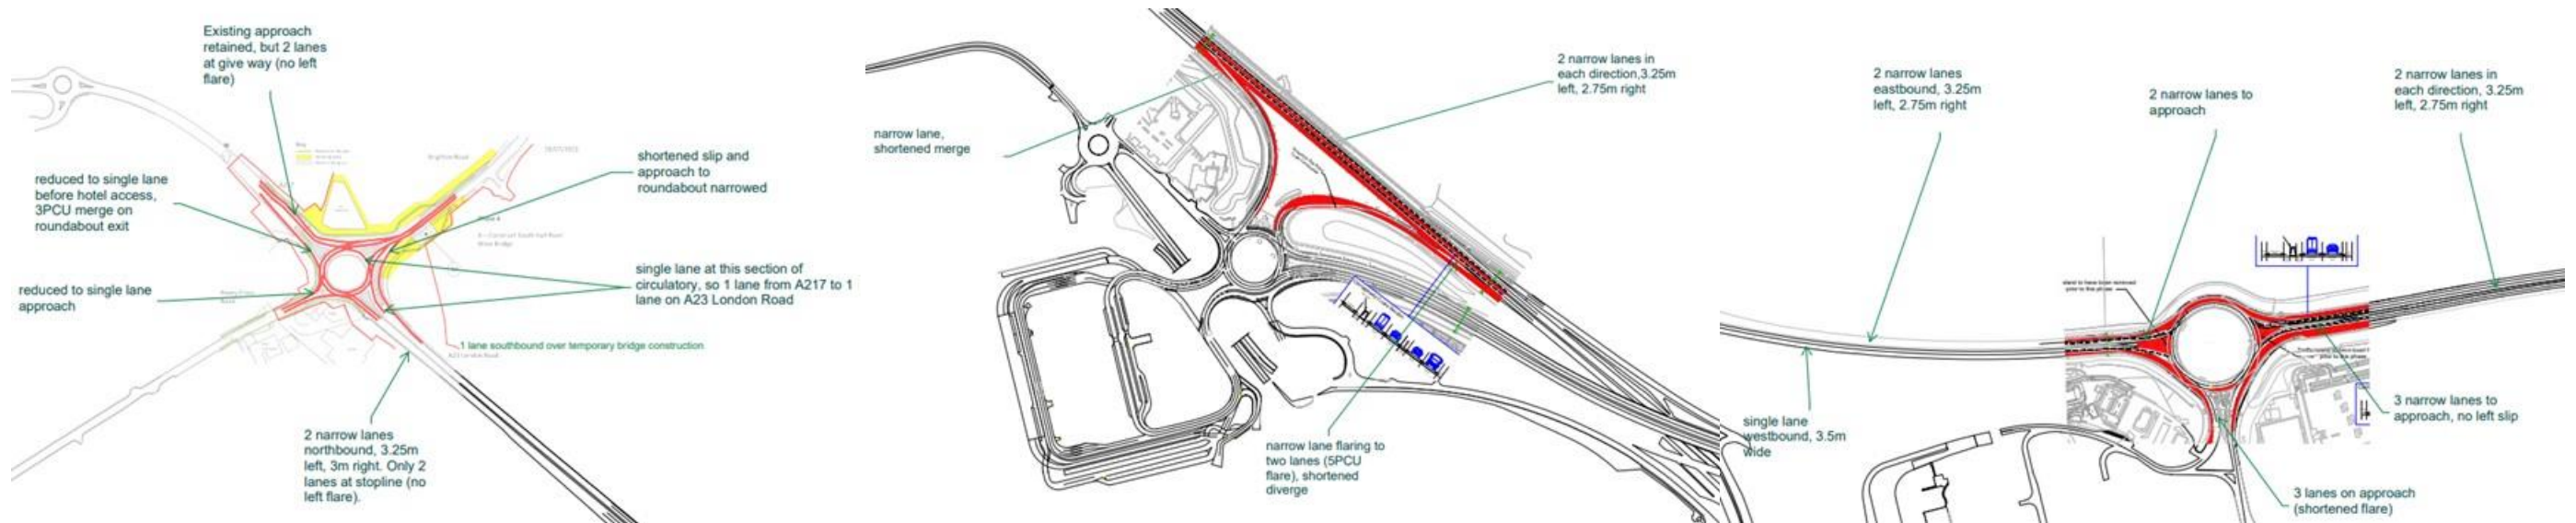 Existing approach
retained, but 2 lanes
at give way (no left
flare)
reduced to single lane
before hotel access,
3PCU merge on
roundabout exit
reduced to single lane
approach
shortened slip and
approach to
roundabout narrowed
single lane at this section of
circulatory, so 1 lane from A217 to 1
lane on A23 London Road
1 lane southbound over temporary bridge construction
A23 London Road
2 narrow lanes
northbound, 3.25m
left, 3m right. Only 2
lanes at stopline (no
left flare).
narrow lane,
shortened merge
2 narrow lanes in
each direction,3.25m
left, 2.75m right
narrow lane flaring to
two lanes (5PCU
flare), shortened
diverge
2 narrow lanes
eastbound, 3.25m
left, 2.75m right
2 narrow lanes to
approach
2 narrow lanes in
each direction, 3.25m
left, 2.75m right
single lane
westbound, 3.5m
wide
3 narrow lanes to
approach, no left slip
3 lanes on approach
(shortened flare)